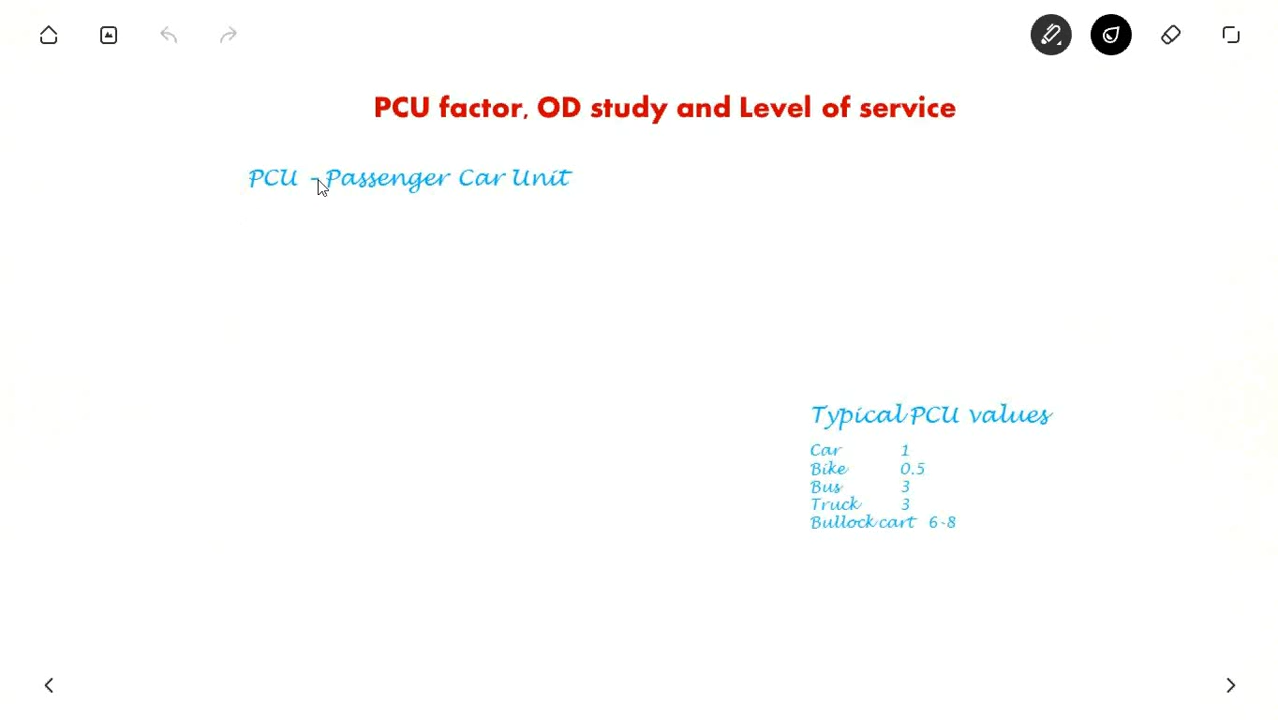 PCU factor, OD study and Level of service
PCU - Passenger Car Unit
Typical PCU values
Car 1
Bike 0.5
Bus 3
Truck 3
Bullock cart 6-8